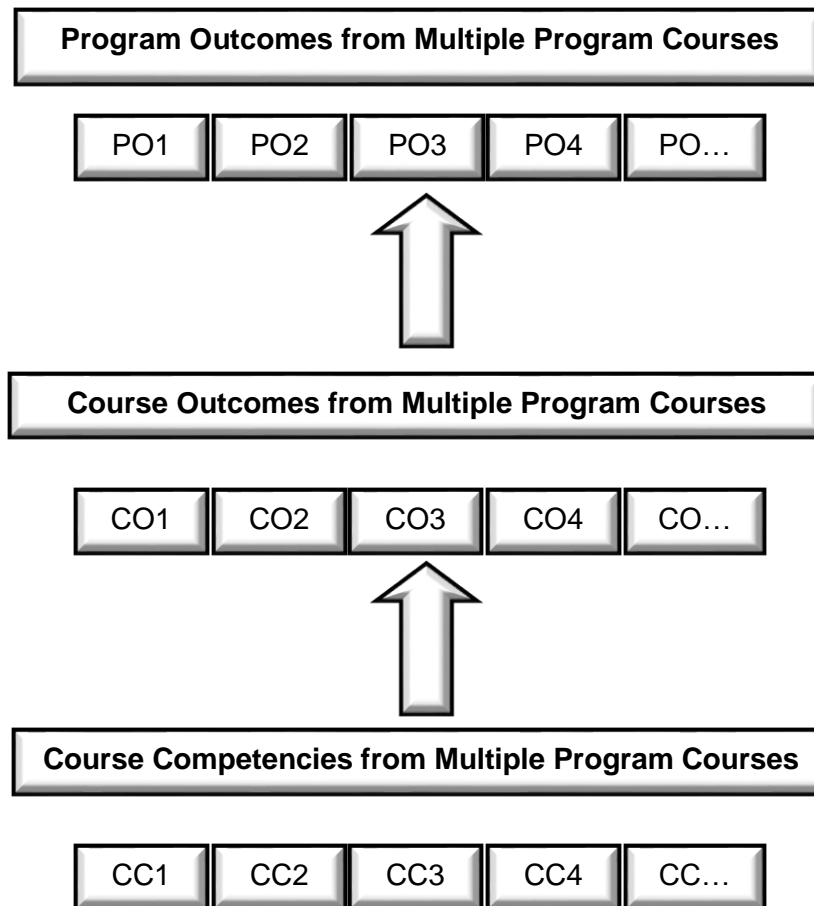 Program Outcomes from Multiple Program Courses
PO1 PO2 PO3 PO4 PO…
Course Outcomes from Multiple Program Courses
CO1 CO2 CO3 CO4 CO…
Course Competencies from Multiple Program Courses
CC1 CC2 CC3 CC4 CC…